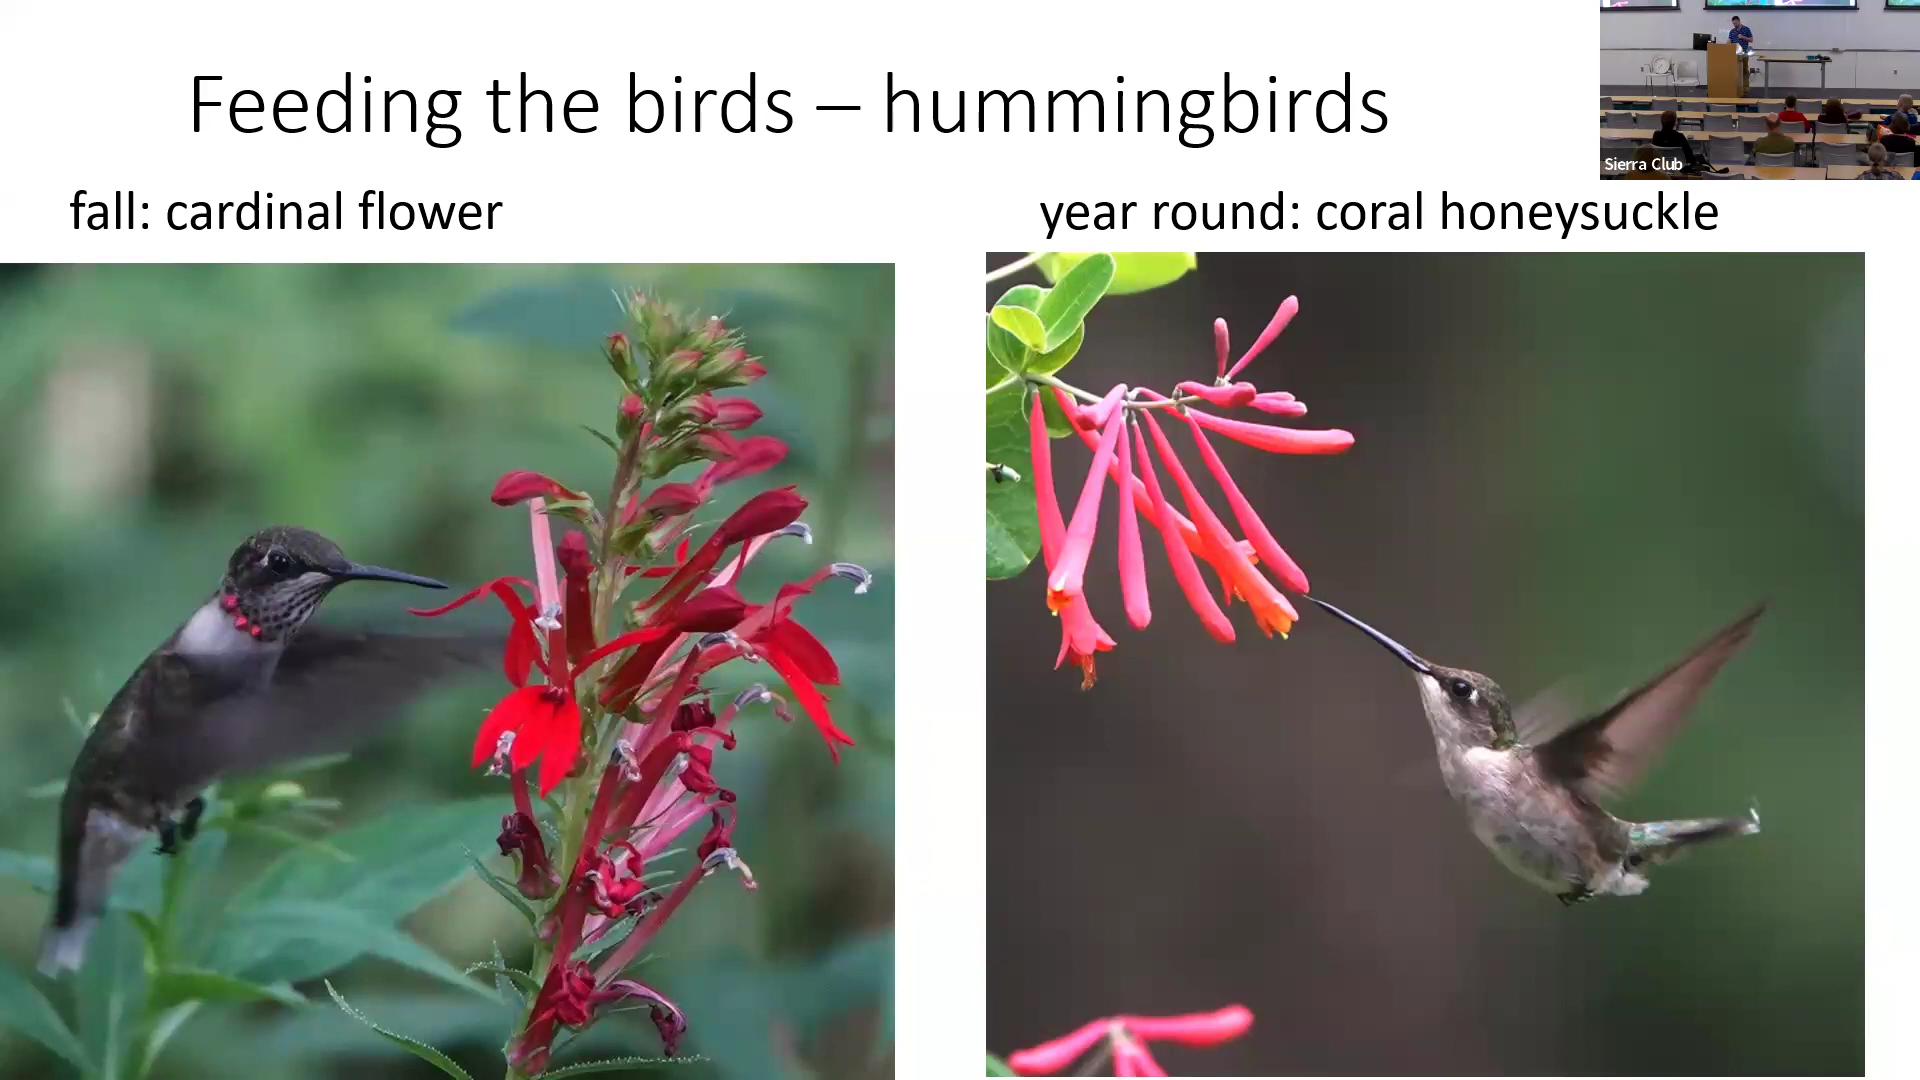 Feeding the birds – hummingbirds
Sierra Club
fall: cardinal flower
year round: coral honeysuckle